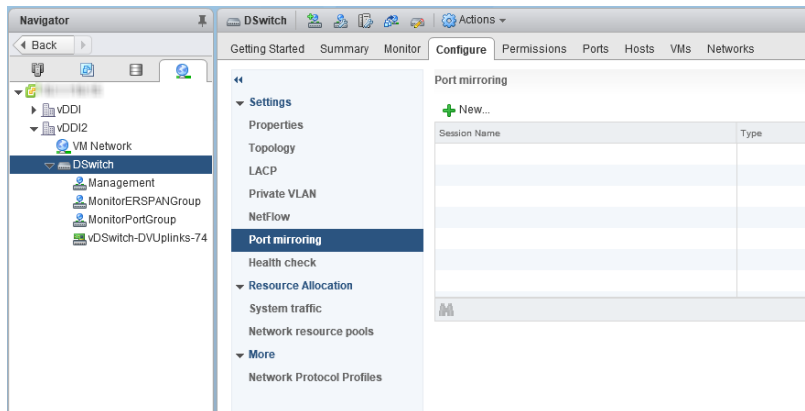 Navigator
Back
vDDI
vDDI2
VM Network
DSwitch
Management
MonitorERSPANGroup
MonitorPortGroup
vDSwitch-DVUplinks-74
DSwitch Actions
Getting Started Summary Monitor Configure Permissions Ports Hosts VMs Networks
Settings
Properties
Topology
LACP
Private VLAN
NetFlow
Port mirroring
Health check
Resource Allocation
System traffic
Network resource pools
More
Network Protocol Profiles
Port mirroring
New...
Session Name Type